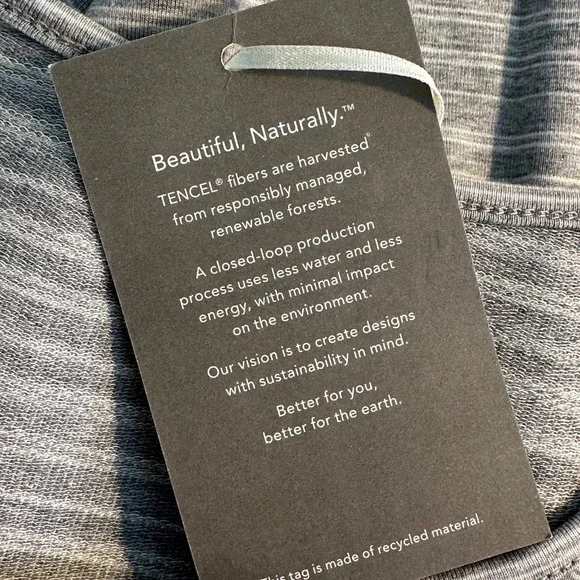 Beautiful, Naturally.™
TENCEL® fibers are harvested°
from responsibly managed,
renewable forests.
A closed-loop production
process uses less water and less
energy, with minimal impact
on the environment.
Our vision is to create designs
with sustainability in mind.
Better for you,
better for the earth.
This tag is made of recycled material.